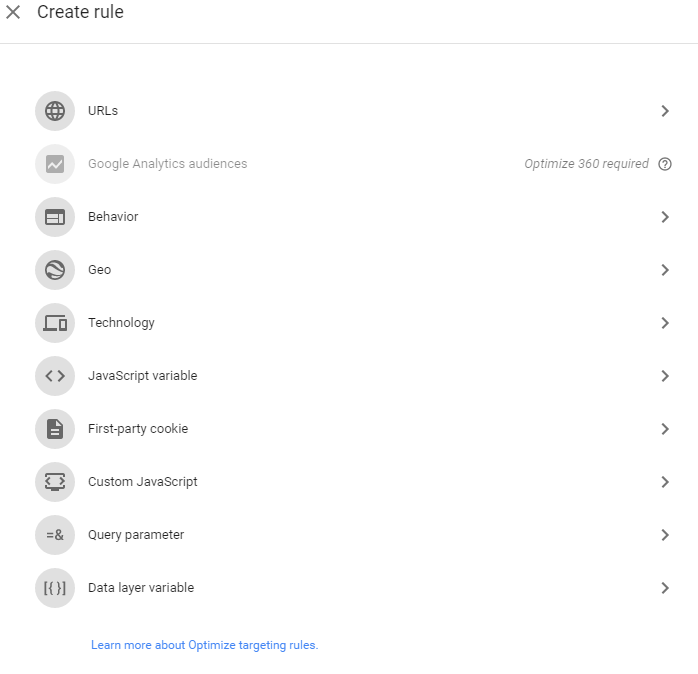 Create rule
URLs
Google Analytics audiences Optimize 360 required
Behavior
Geo
Technology
JavaScript variable
First-party cookie
Custom JavaScript
=& Query parameter
[{}] Data layer variable
Learn more about Optimize targeting rules.